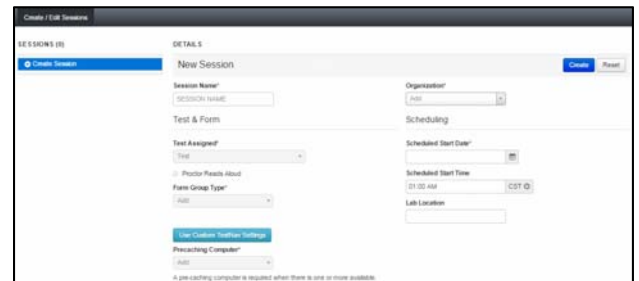 Create / Edit Sessions
SESSIONS (0)
Create Session
DETAILS
New Session
Create
Reset
Session Name*
SESSION NAME
Organization*
Add
Test & Form
Scheduling
Test Assigned*
Test
Scheduled Start Date*
Proctor Reads Aloud
Scheduled Start Time
Form Group Type*
01:00 AM
CST
Add
Lab Location
Use Custom TestNav Settings
Precaching Computer*
Add
A pre-caching computer is required when there is one or more available.